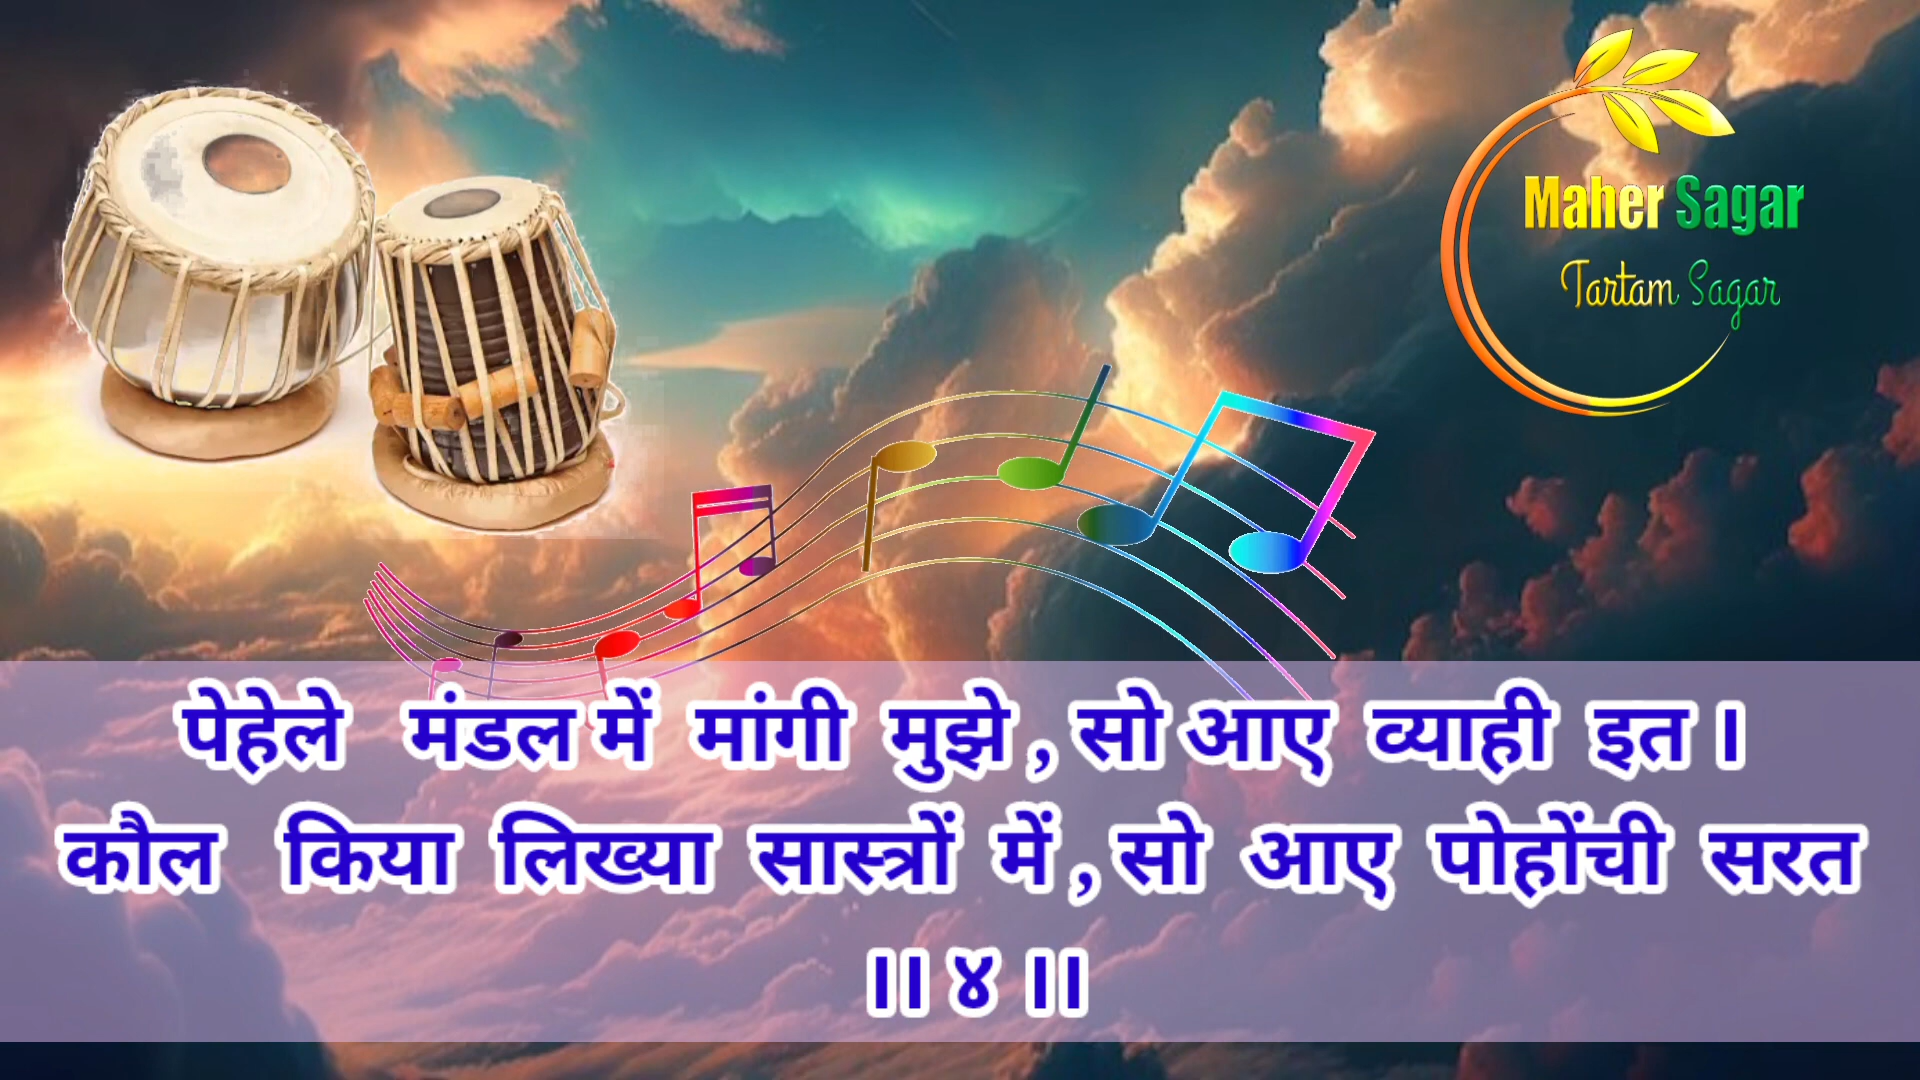 Maher Sagar
Tartam Sagar
पेहेले मंडल में मांगी मुझे , सो आए व्याही इत ।
कौल किया लिख्या सास्त्रों में , सो आए पोहोंची सरत
।। ४ ।।